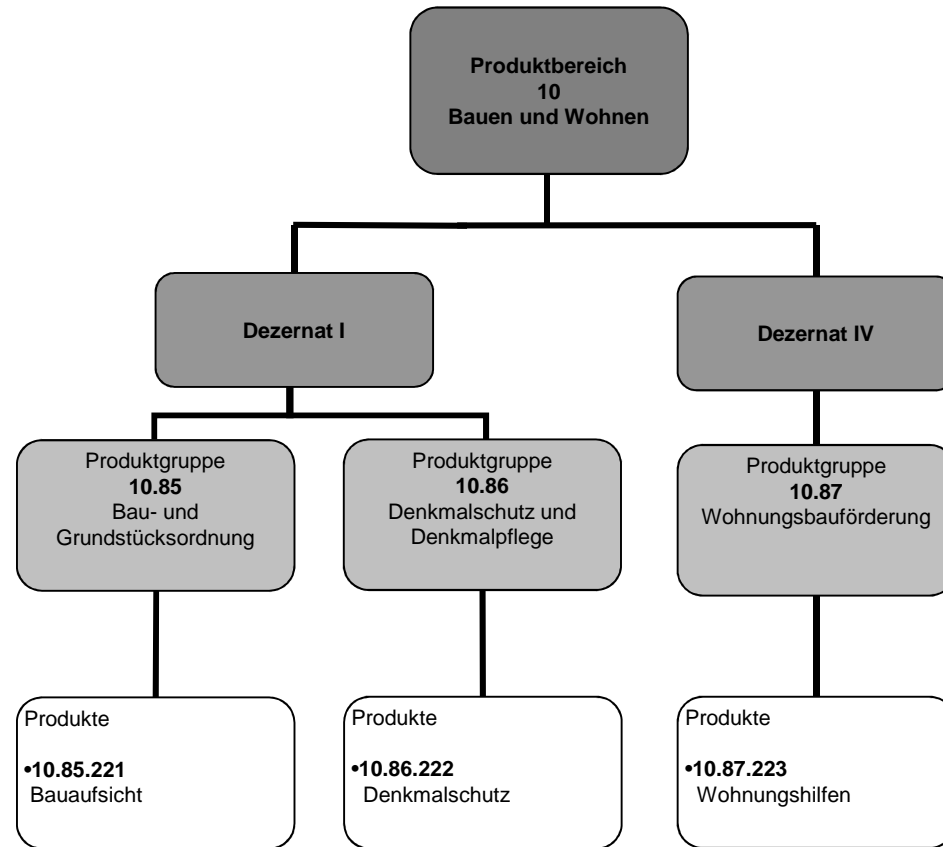 Produktbereich
10
Bauen und Wohnen
Dezernat I
Dezernat IV
Produktgruppe
10.85
Bau- und
Grundstücksordnung
Produktgruppe
10.86
Denkmalschutz und
Denkmalpflege
Produktgruppe
10.87
Wohnungsbauförderung
Produkte
•10.85.221
Bauaufsicht
Produkte
•10.86.222
Denkmalschutz
Produkte
•10.87.223
Wohnungshilfen